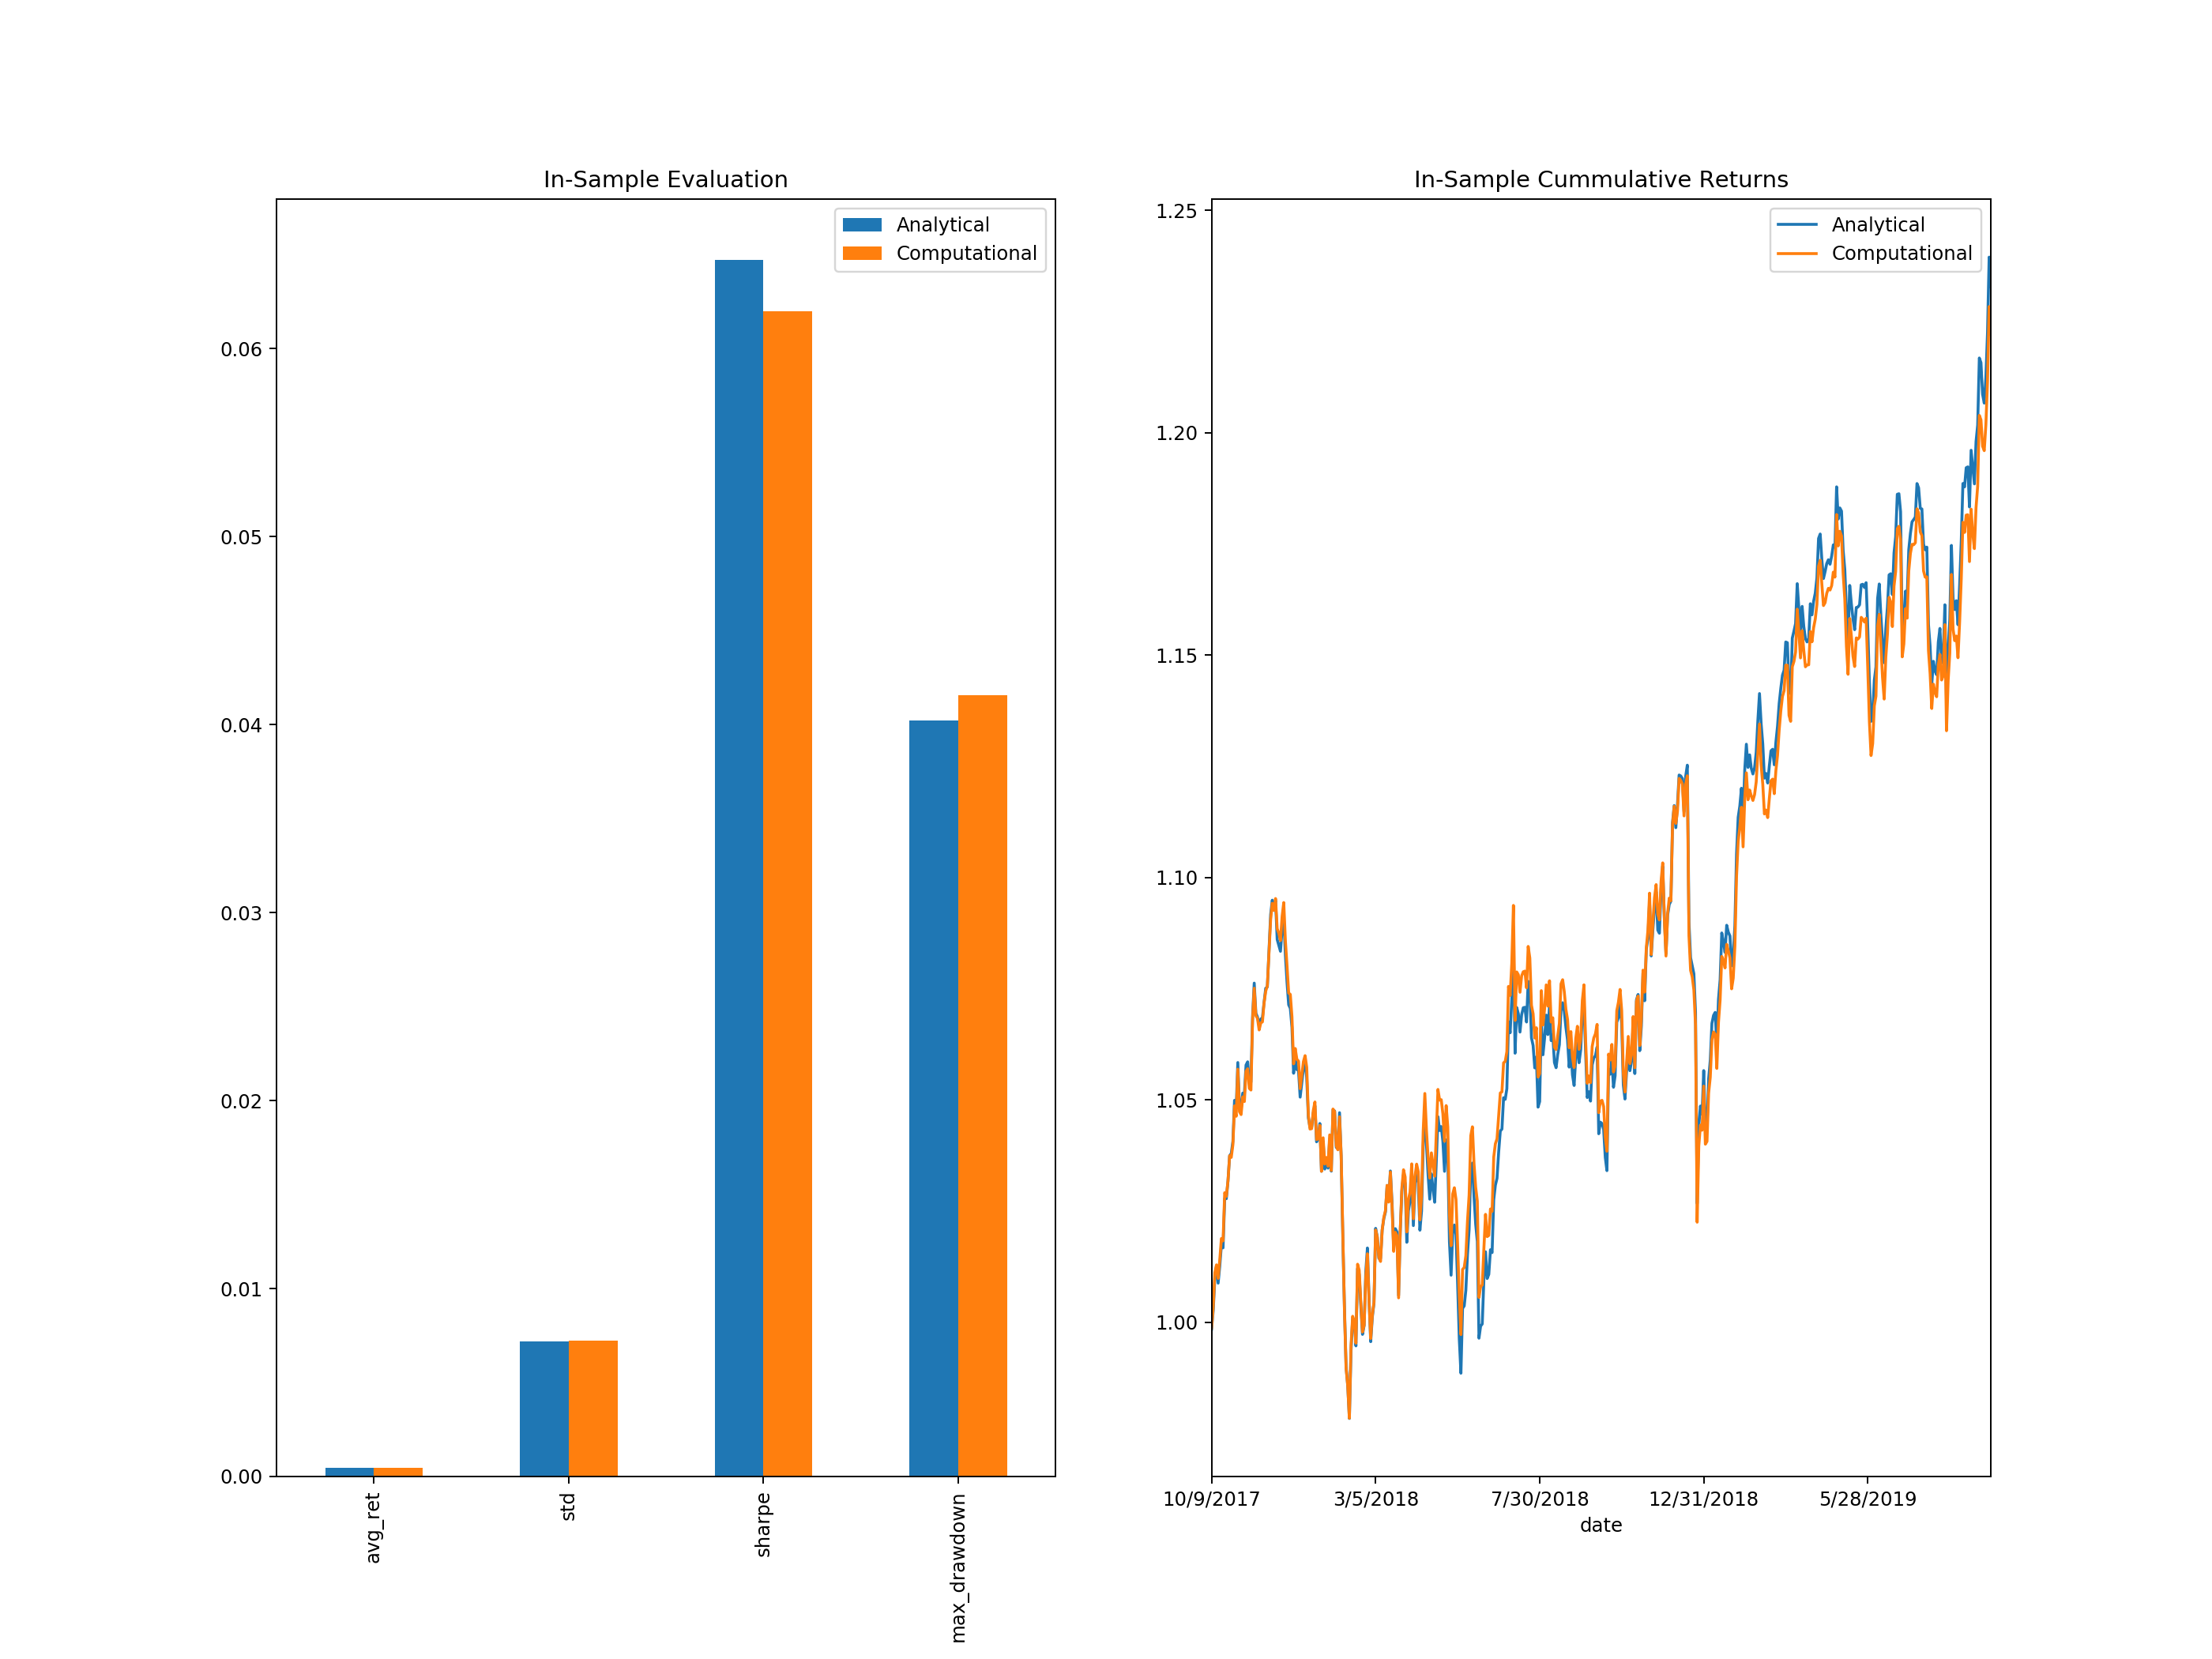 In-Sample Evaluation
Analytical
Computational
0.06
0.05
0.04
0.03
0.02
0.01
0.00
avg_ret
std
sharpe
max_drawdown
In-Sample Cummulative Returns
Analytical
Computational
1.25
1.20
1.15
1.10
1.05
1.00
10/9/2017 3/5/2018 7/30/2018 12/31/2018 5/28/2019
date